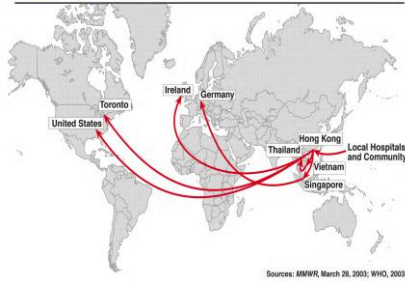 Ireland
Germany
Toronto
United States
Hong Kong
Thailand
Local Hospitals
and Community
Vietnam
Singapore
Sources: MMWR, March 28, 2003; WHO, 2003